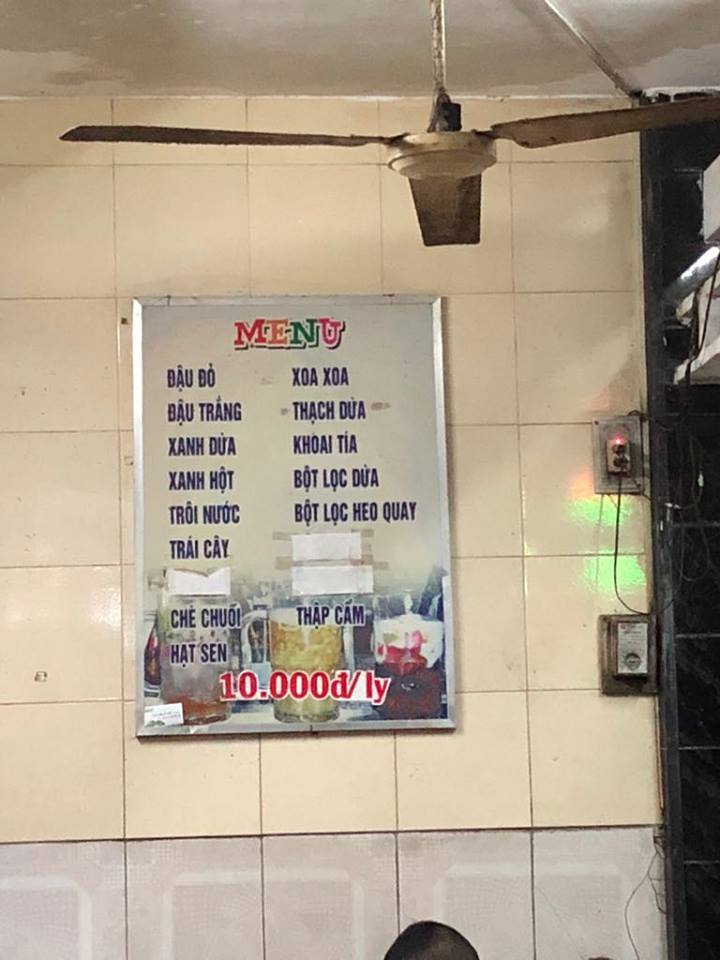 MENU
ĐẬU ĐỎ
ĐẬU TRẮNG
XANH DỪA
XANH HỘT
TRÔI NƯỚC
TRÁI CÂY
CHÈ CHUỐI
HẠT SEN
XOA XOA
THẠCH DỪA
KHOAI TÍA
BỘT LỌC DỪA
BỘT LỌC HEO QUAY
THẬP CẨM
10.000đ/ly